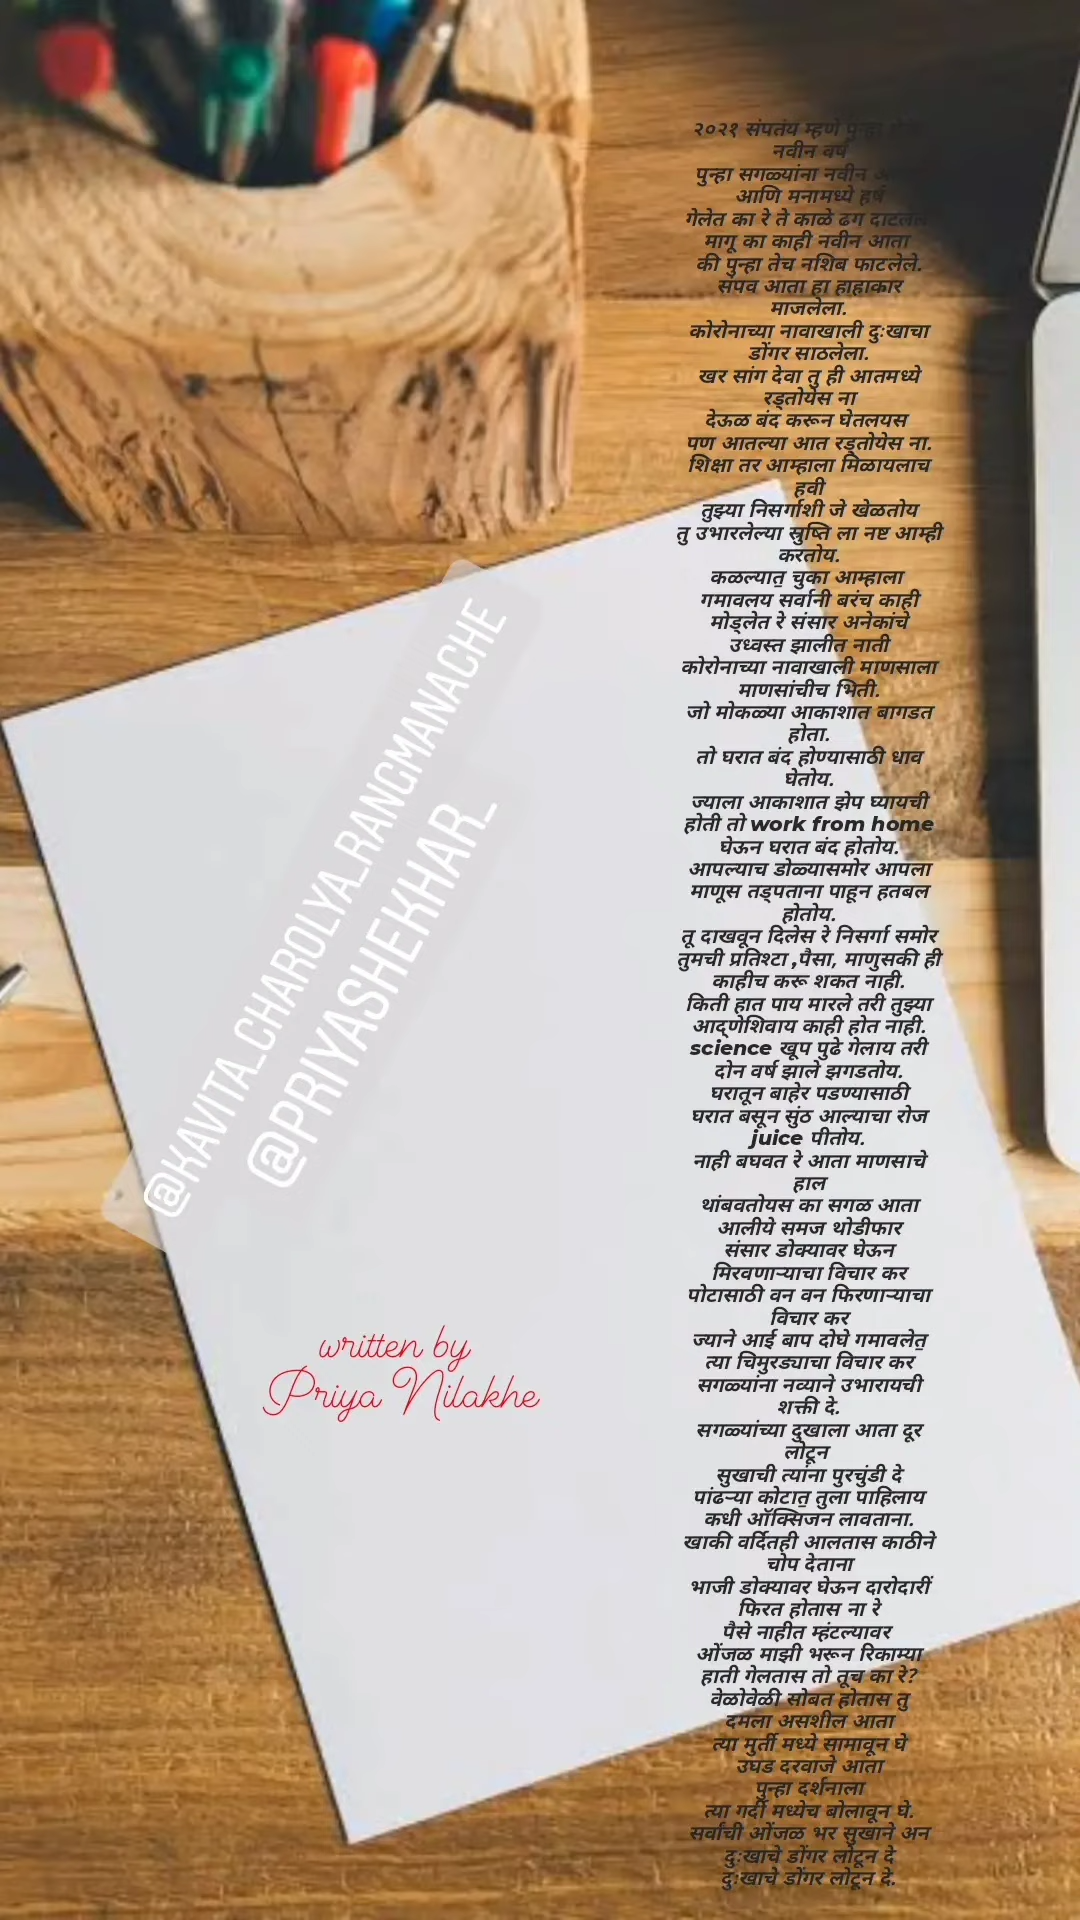 २०२१ संपतंय म्हणे पुन्हा
नवीन वर्ष
पुन्हा सगळ्यांना नवीन
आणि मनामध्ये हर्ष
गेलेत का रे ते काळे ढग दाटलेले
मागू का काही नवीन आता
की पुन्हा तेच नशिब फाटलेले.
संपव आता हा हाहाकार
माजलेला.
कोरोनाच्या नावाखाली दुःखाचा
डोंगर साठलेला.
खर सांग देवा तु ही आतमध्ये
रड्तोयेस ना
देऊळ बंद करून घेतलयस
पण आतल्या आत रड्तोयेस ना.
शिक्षा तर आम्हाला मिळायलाच
हवी
तुझ्या निसर्गाशी जे खेळतोय
तु उभारलेल्या स्रुष्ति ला नष्ट आम्ही
करतोय.
कळल्यात॒ चुका आम्हाला
गमावलय सर्वानी बरंच काही
मोड्लेत रे संसार अनेकांचे
उध्वस्त झालीत नाती
कोरोनाच्या नावाखाली माणसाला
माणसांचीच भिती.
जो मोकळ्या आकाशात बागडत
होता.
तो घरात बंद होण्यासाठी धाव
घेतोय.
ज्याला आकाशात झेप घ्यायची
होती तो work from home
घेऊन घरात बंद होतोय.
आपल्याच डोळ्यासमोर आपला
माणूस तड्पताना पाहून हतबल
होतोय.
तू दाखवून दिलेस रे निसर्गा समोर
तुमची प्रतिश्टा ,पैसा, माणुसकी ही
काहीच करू शकत नाही.
किती हात पाय मारले तरी तुझ्या
आद्णेशिवाय काही होत नाही.
science खूप पुढे गेलाय तरी
दोन वर्ष झाले झगडतोय.
घरातून बाहेर पडण्यासाठी
घरात बसून सुंठ आल्याचा रोज
juice पीतोय.
नाही बघवत रे आता माणसाचे
हाल
थांबवतोयस का सगळ आता
आलीये समज थोडीफार
संसार डोक्यावर घेऊन
मिरवणाऱ्याचा विचार कर
पोटासाठी वन वन फिरणाऱ्याचा
विचार कर
ज्याने आई बाप दोघे गमावलेत॒
त्या चिमुरड्याचा विचार कर
सगळ्यांना नव्याने उभारायची
शक्ती दे.
सगळ्यांच्या दुखाला आता दूर
लोटून
सुखाची त्यांना पुरचुंडी दे
पांढऱ्या कोटात॒ तुला पाहिलाय
कधी ऑक्सिजन लावताना.
खाकी वर्दितही आलतास काठीने
चोप देताना
भाजी डोक्यावर घेऊन दारोदारीं
फिरत होतास ना रे
पैसे नाहीत म्हंटल्यावर
ओंजळ माझी भरून रिकाम्या
हाती गेलतास तो तूच का रे?
वेळोवेळी सोबत होतास तु
दमला असशील आता
त्या मुर्ती मध्ये सामावून घे
उघड दरवाजे आता
पुन्हा दर्शनाला
त्या गर्दी मध्येच बोलावून घे.
सर्वांची ओंजळ भर सुखाने अन
दुःखाचे डोंगर लोटून दे
दुःखाचे डोंगर लोटून दे.
@KAVITA_CHAROLYA_RANGMANACHE
@PRIYASHEKHAR_
written by
Priya Nilakhe